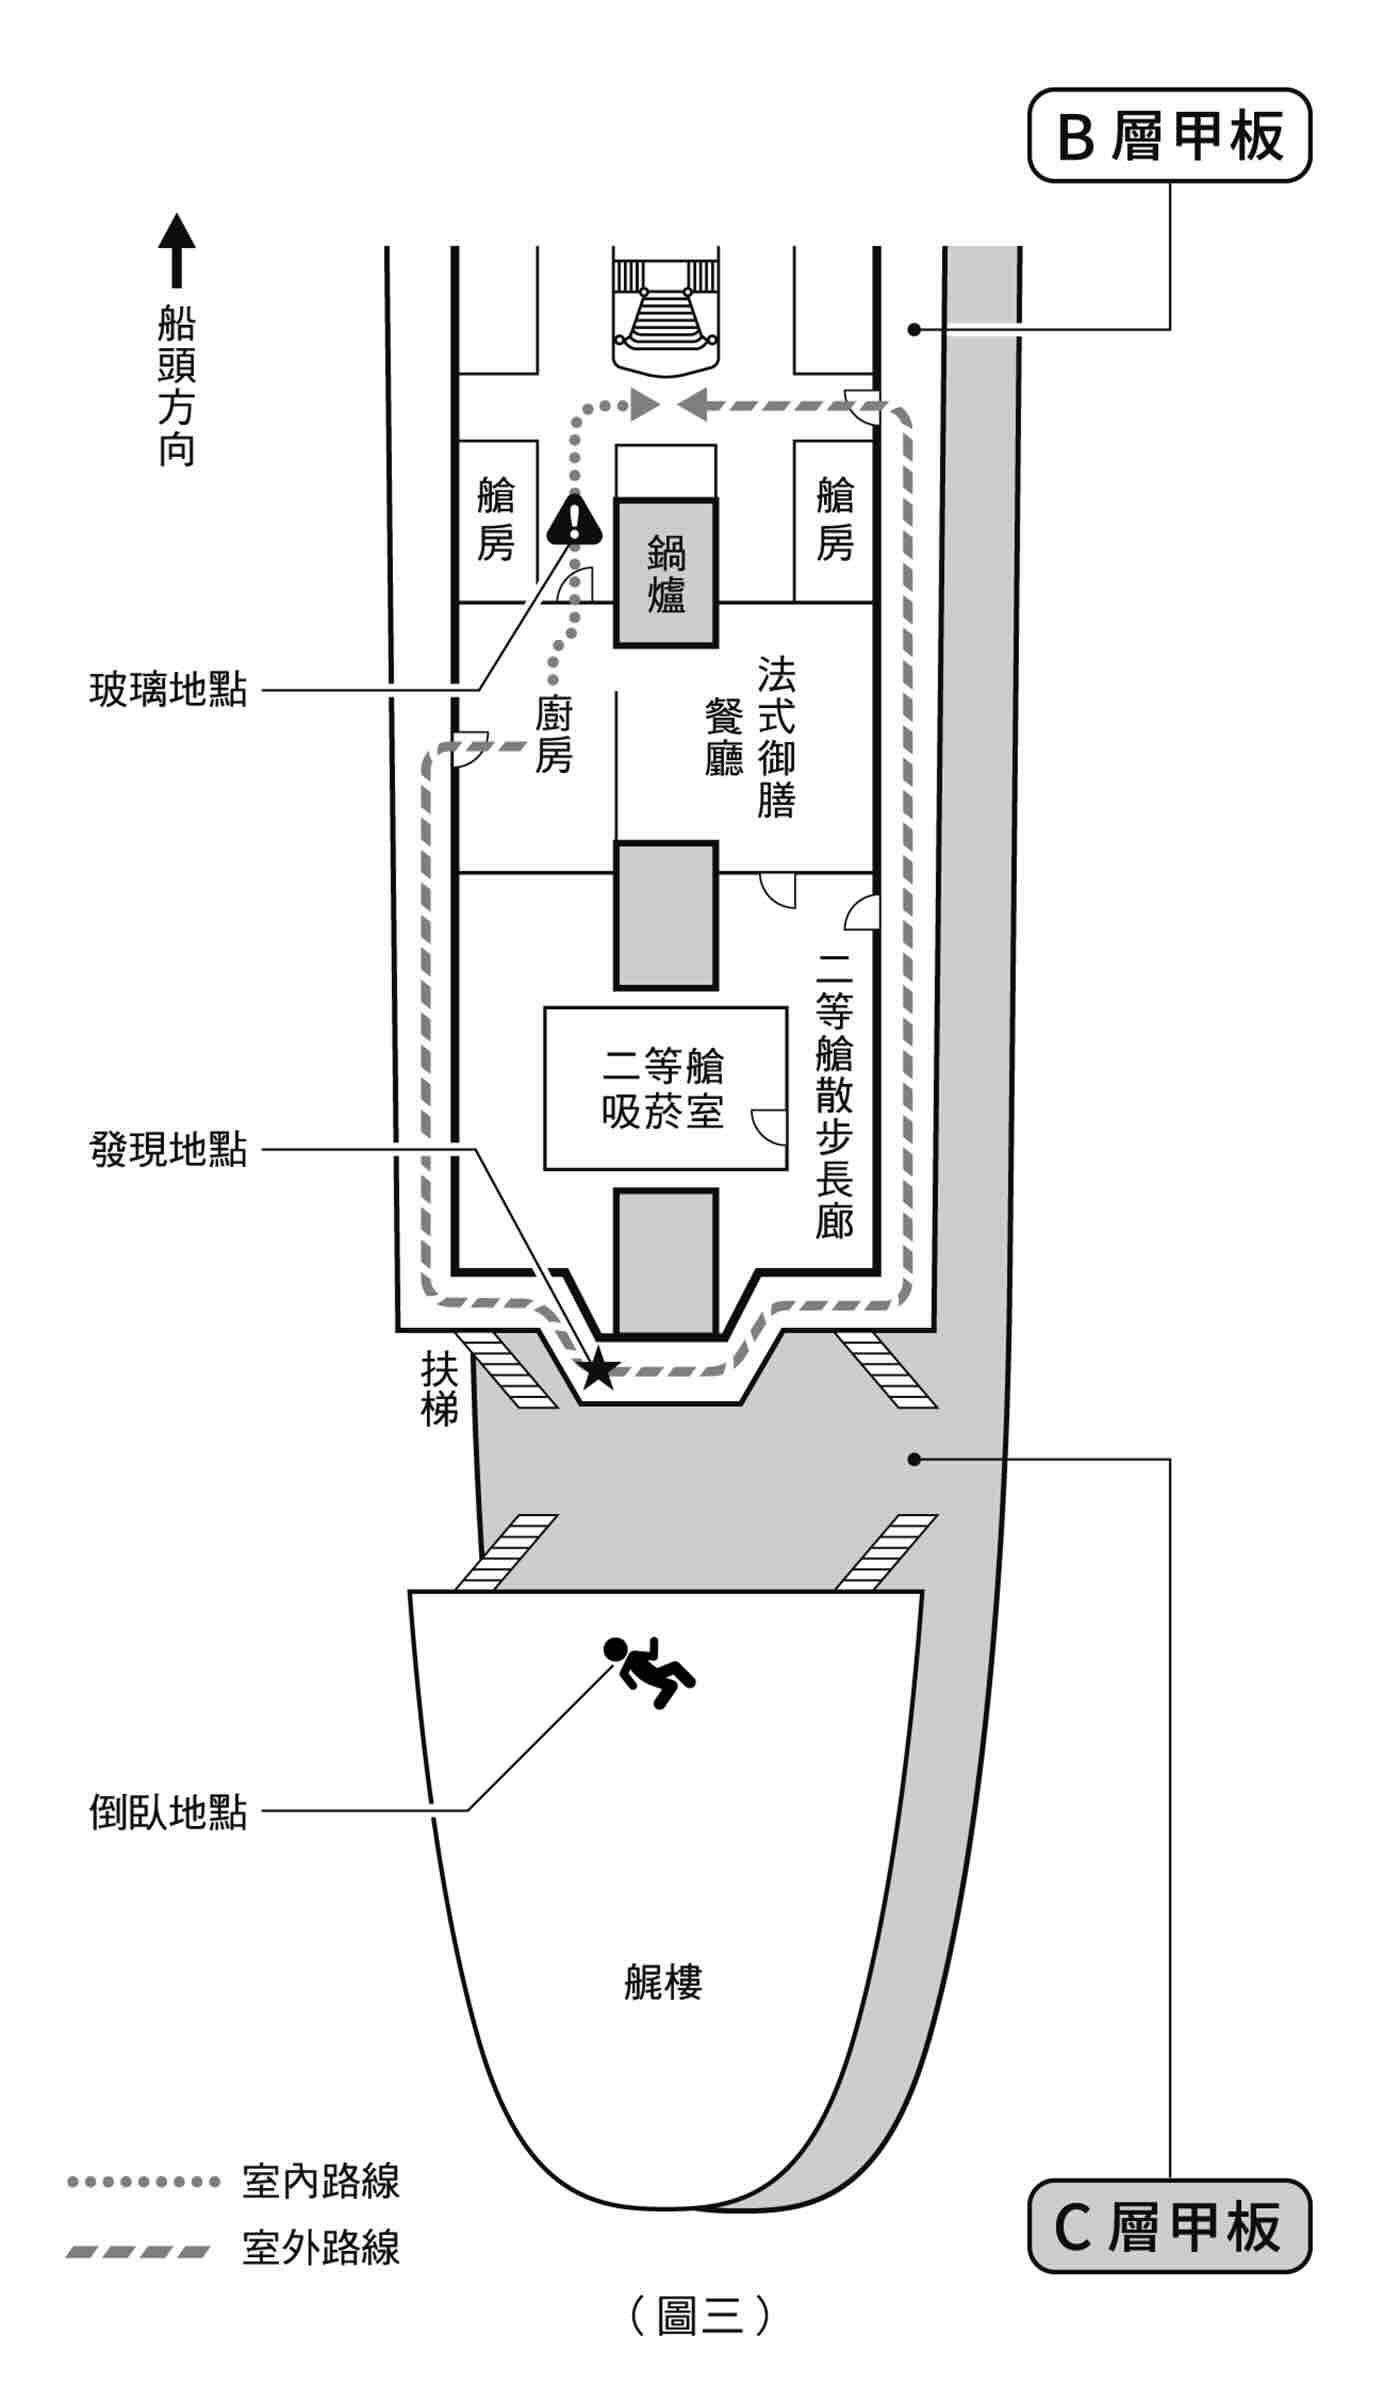 B 層甲板
船頭方向
艙房
艙房
鍋爐
玻璃地點
廚房
法式御膳
餐廳
二等艙散步長廊
二等艙
吸菸室
發現地點
扶梯
倒臥地點
艉樓
室內路線
室外路線
C 層甲板
（圖三）